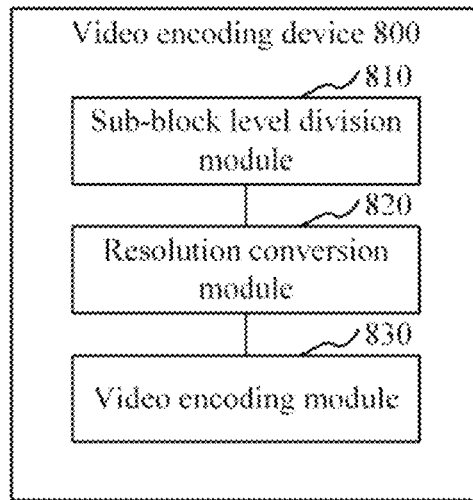 Video encoding device 800
810
Sub-block level division
module
820
Resolution conversion
module
830
Video encoding module